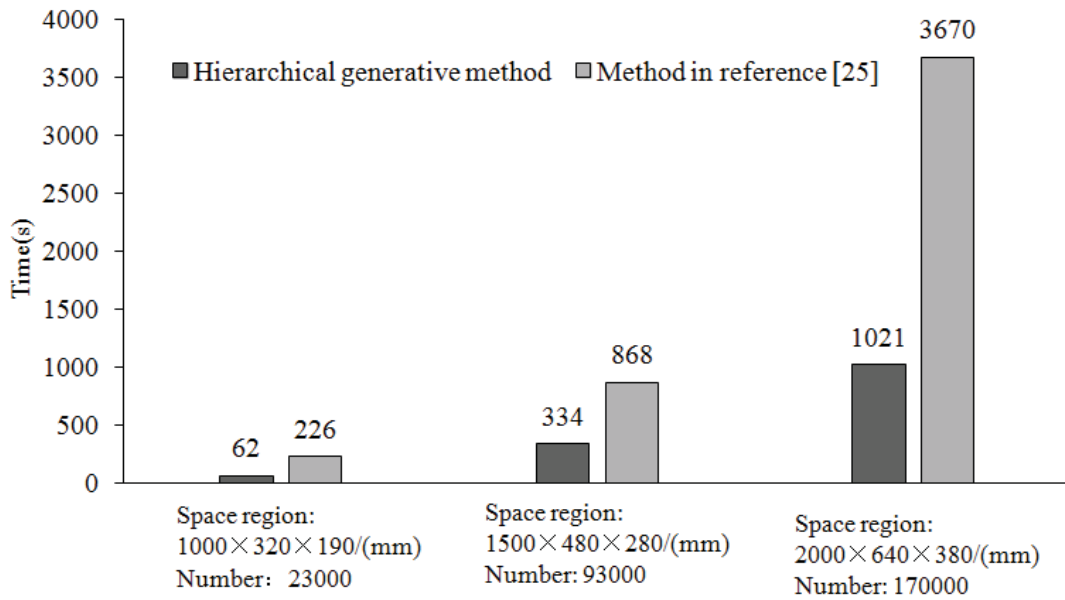 4000
3500
3000
2500
2000
1500
1000
500
0
Time(s)
Hierarchical generative method
Method in reference [25]
62
226
334
868
1021
3670
Space region:
1000×320×190/(mm)
Number: 23000
Space region:
1500×480×280/(mm)
Number: 93000
Space region:
2000×640×380/(mm)
Number: 170000